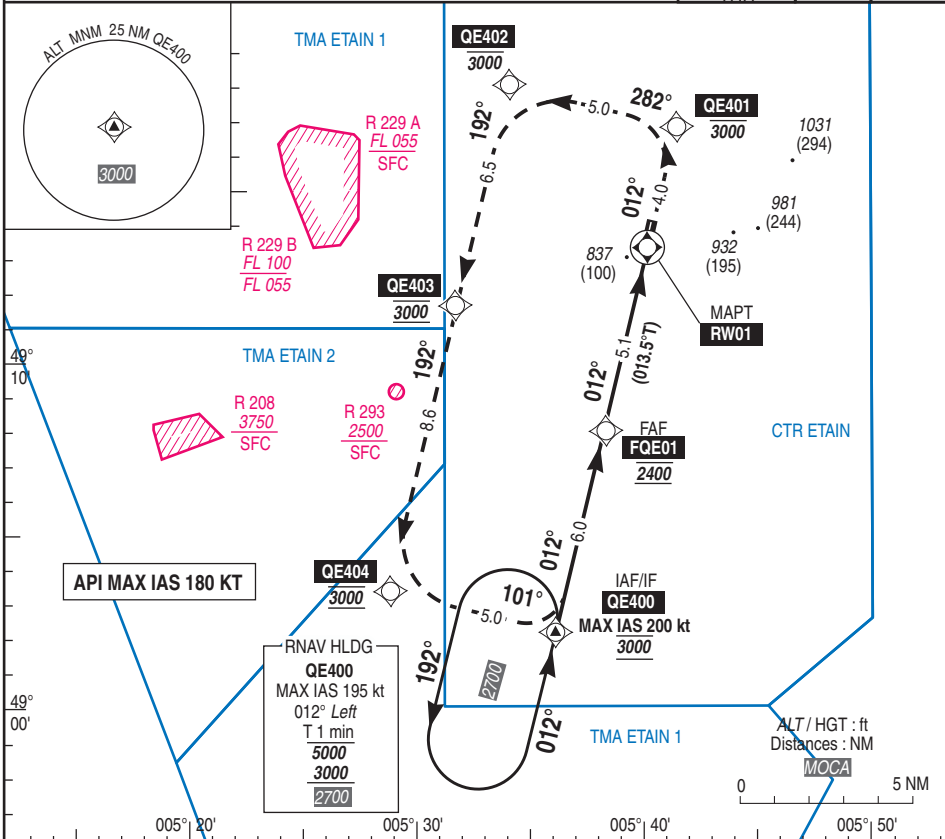 ALT MNM 25 NM QE400
3000
TMA ETAIN 1
R 229 A
FL 055
SFC
R 229 B
FL 100
FL 055
QE402
3000
192°
5.0
282°
QE401
3000
1031
(294)
981
(244)
932
(195)
837
(100)
012°
4.0
6.5
MAPT
RW01
QE403
3000
49°
10'
TMA ETAIN 2
192°
8.6
R 208
3750
SFC
R 293
2500
SFC
012°
5.1
(013.5°T)
FAF
FQE01
2400
CTR ETAIN
012°
6.0
API MAX IAS 180 KT
QE404
3000
101°
5.0
IAF/IF
QE400
MAX IAS 200 kt
3000
RNAV HLDG
QE400
MAX IAS 195 kt
012° Left
T 1 min
5000
3000
2700
192°
2700
012°
49°
00'
TMA ETAIN 1
ALT / HGT : ft
Distances : NM
MOCA
0 5 NM
005° 20' 005° 30' 005° 40' 005° 50'